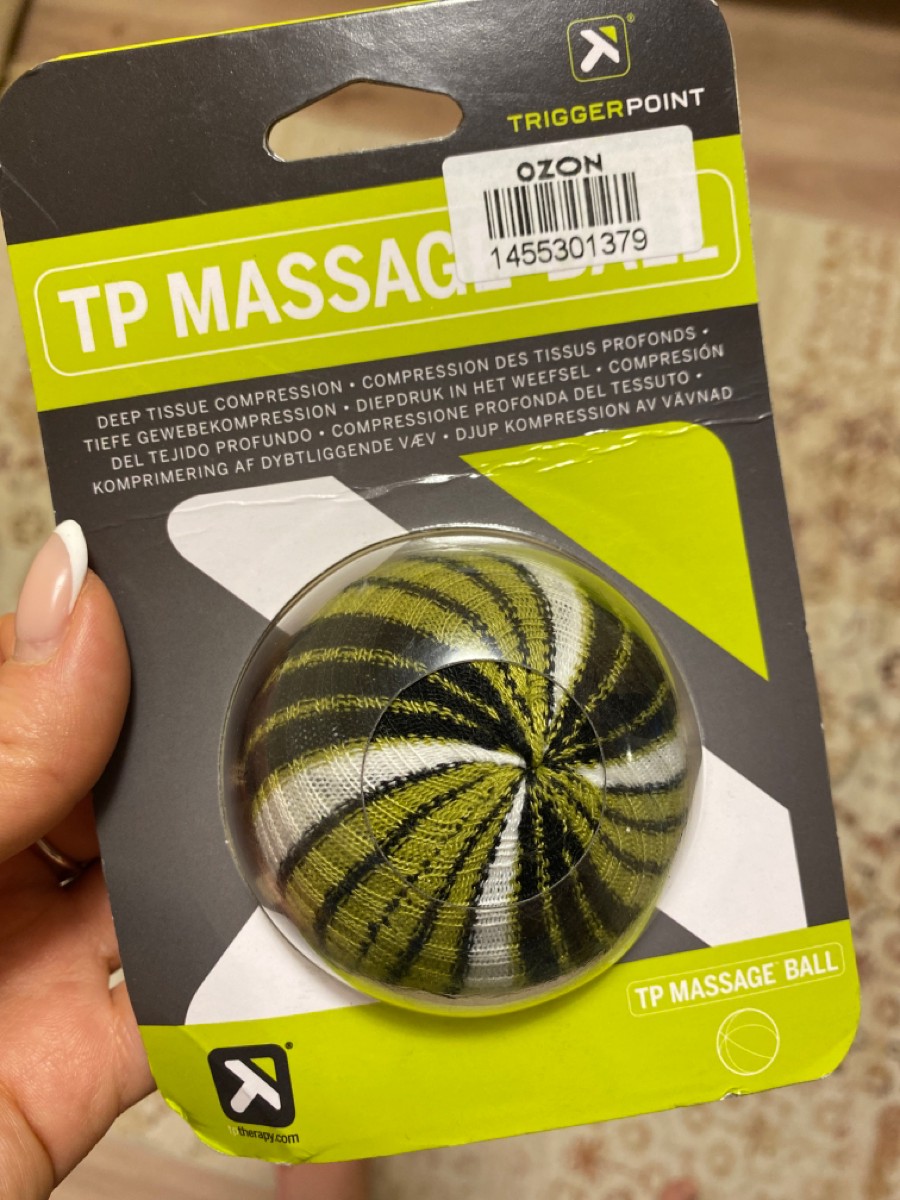 TRIGGERPOINT
OZON
1455301379
TP MASSAGE BALL
DEEP TISSUE COMPRESSION • COMPRESSION DES TISSUS PROFONDS •
TIEFE GEWEBEKOMPRESSION • DIEPDRUK IN HET WEEFSEL • COMPRESIÓN
DEL TEJIDO PROFUNDO • COMPRESSIONE PROFONDA DEL TESSUTO •
KOMPRIMERING AF DYBTLIGGENDE VÆV • DJUP KOMPRESSION AV VÄVNAD
TP MASSAGE™ BALL
tptherapy.com